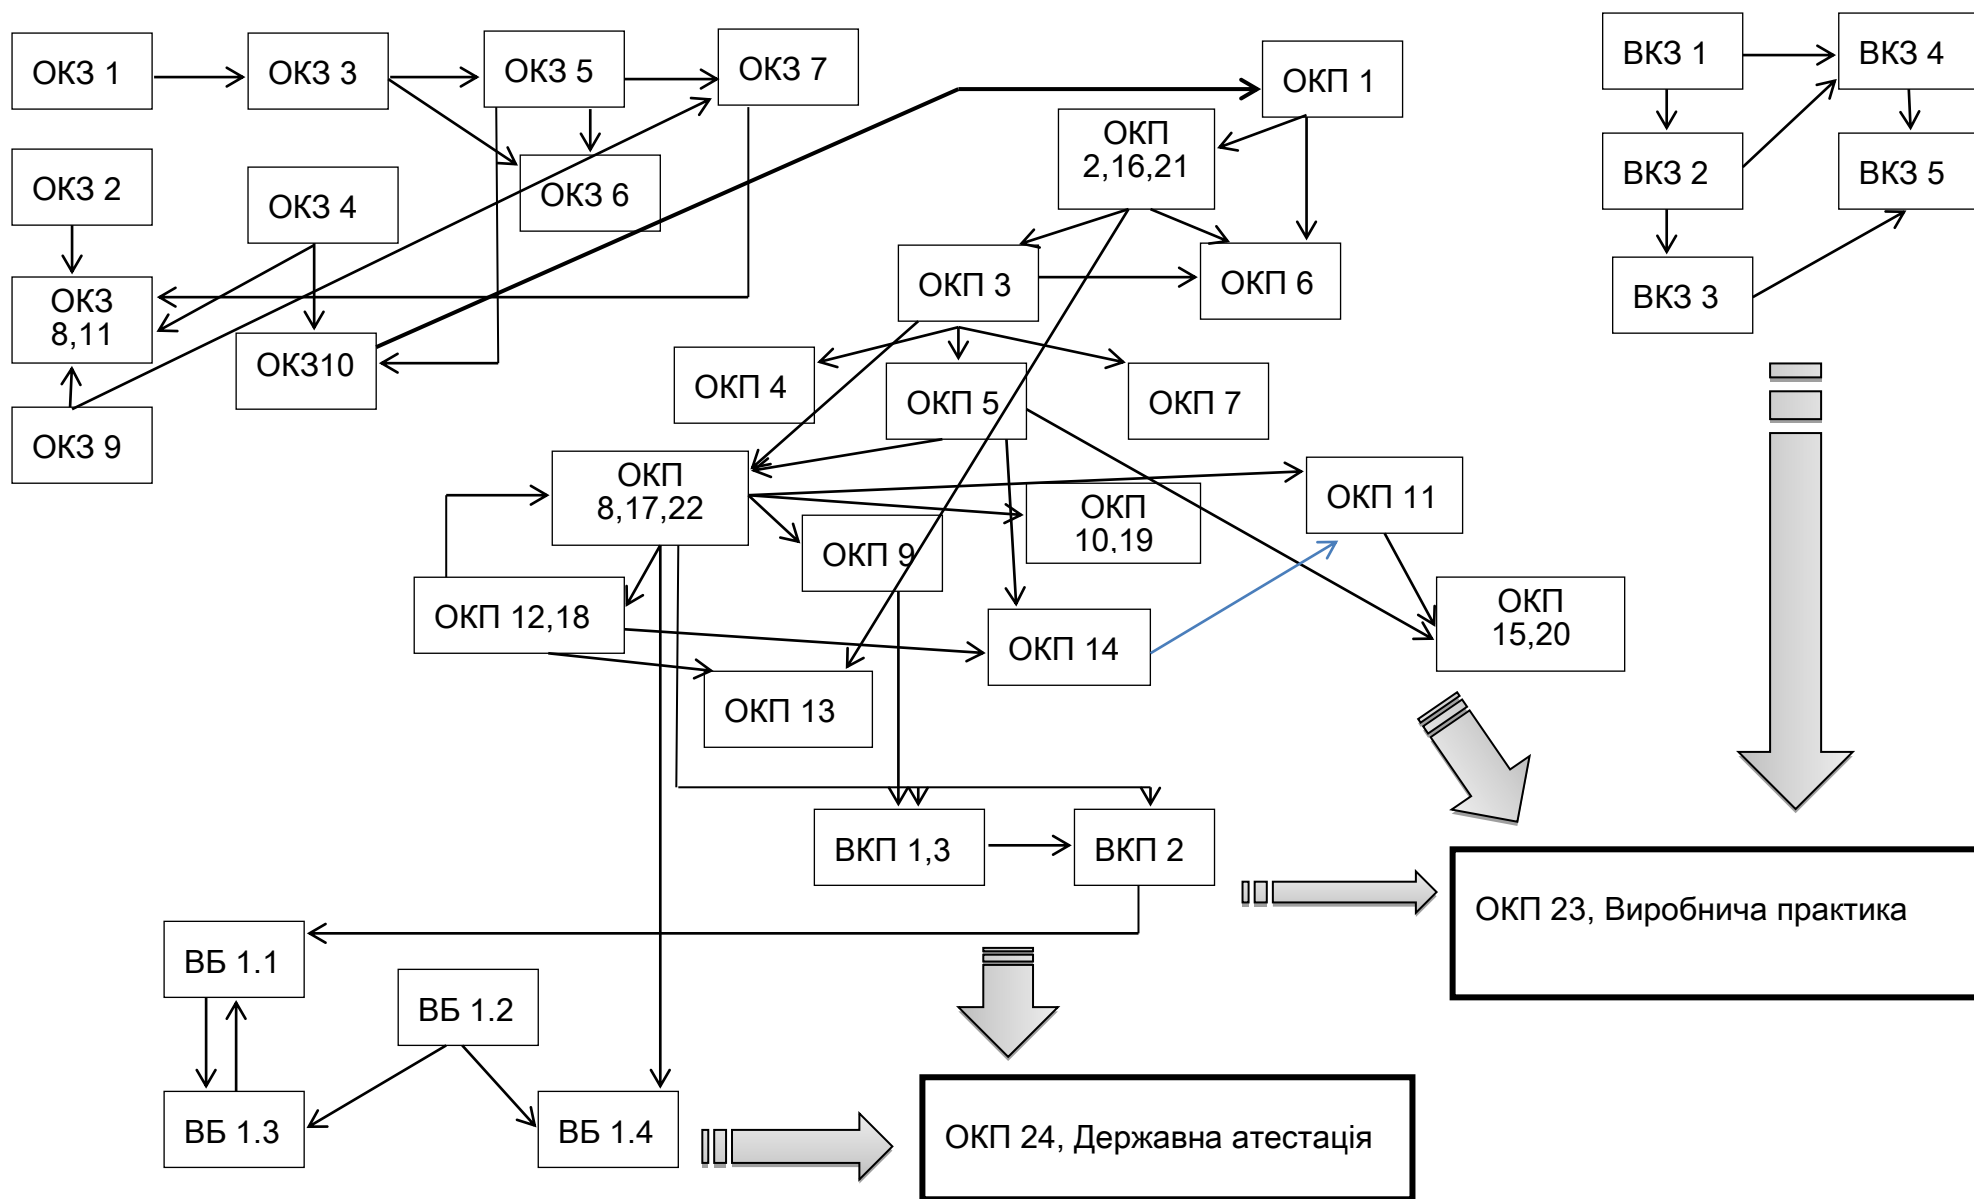 ОКЗ 1
ОКЗ 3
ОКЗ 5
ОКЗ 7
ОКП 1
ВКЗ 1
ВКЗ 4
ОКЗ 2
ОКЗ 4
ОКЗ 6
ОКП
2,16,21
ВКЗ 2
ВКЗ 5
ОКЗ
8,11
ОКЗ10
ОКП 3
ОКП 6
ВКЗ 3
ОКЗ 9
ОКП 4
ОКП 5
ОКП 7
ОКП
8,17,22
ОКП 9
ОКП
10,19
ОКП 11
ОКП 12,18
ОКП 13
ОКП 14
ОКП
15,20
ВКП 1,3
ВКП 2
ОКП 23, Виробнича практика
ВБ 1.1
ВБ 1.2
ВБ 1.3
ВБ 1.4
ОКП 24, Державна атестація